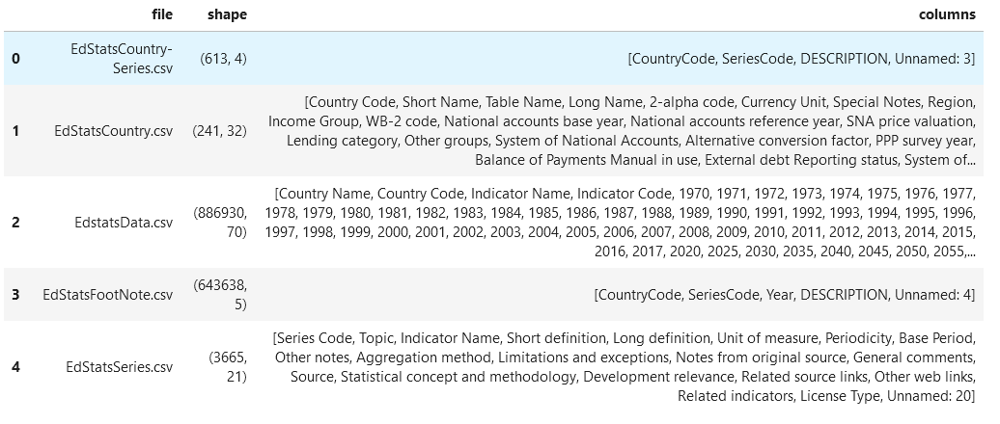 file shape columns
0 EdStatsCountry-
Series.csv (613, 4) [CountryCode, SeriesCode, DESCRIPTION, Unnamed: 3]
1 EdStatsCountry.csv (241, 32) [Country Code, Short Name, Table Name, Long Name, 2-alpha code, Currency Unit, Special Notes, Region,
Income Group, WB-2 code, National accounts base year, National accounts reference year, SNA price valuation,
Lending category, Other groups, System of National Accounts, Alternative conversion factor, PPP survey year,
Balance of Payments Manual in use, External debt Reporting status, System of...
2 EdstatsData.csv (886930,
70) [Country Name, Country Code, Indicator Name, Indicator Code, 1970, 1971, 1972, 1973, 1974, 1975, 1976, 1977,
1978, 1979, 1980, 1981, 1982, 1983, 1984, 1985, 1986, 1987, 1988, 1989, 1990, 1991, 1992, 1993, 1994, 1995, 1996,
1997, 1998, 1999, 2000, 2001, 2002, 2003, 2004, 2005, 2006, 2007, 2008, 2009, 2010, 2011, 2012, 2013, 2014, 2015,
2016, 2017, 2020, 2025, 2030, 2035, 2040, 2045, 2050, 2055,...
3 EdStatsFootNote.csv (643638,
5) [CountryCode, SeriesCode, Year, DESCRIPTION, Unnamed: 4]
4 EdStatsSeries.csv (3665,
21) [Series Code, Topic, Indicator Name, Short definition, Long definition, Unit of measure, Periodicity, Base Period,
Other notes, Aggregation method, Limitations and exceptions, Notes from original source, General comments,
Source, Statistical concept and methodology, Development relevance, Related source links, Other web links,
Related indicators, License Type, Unnamed: 20]